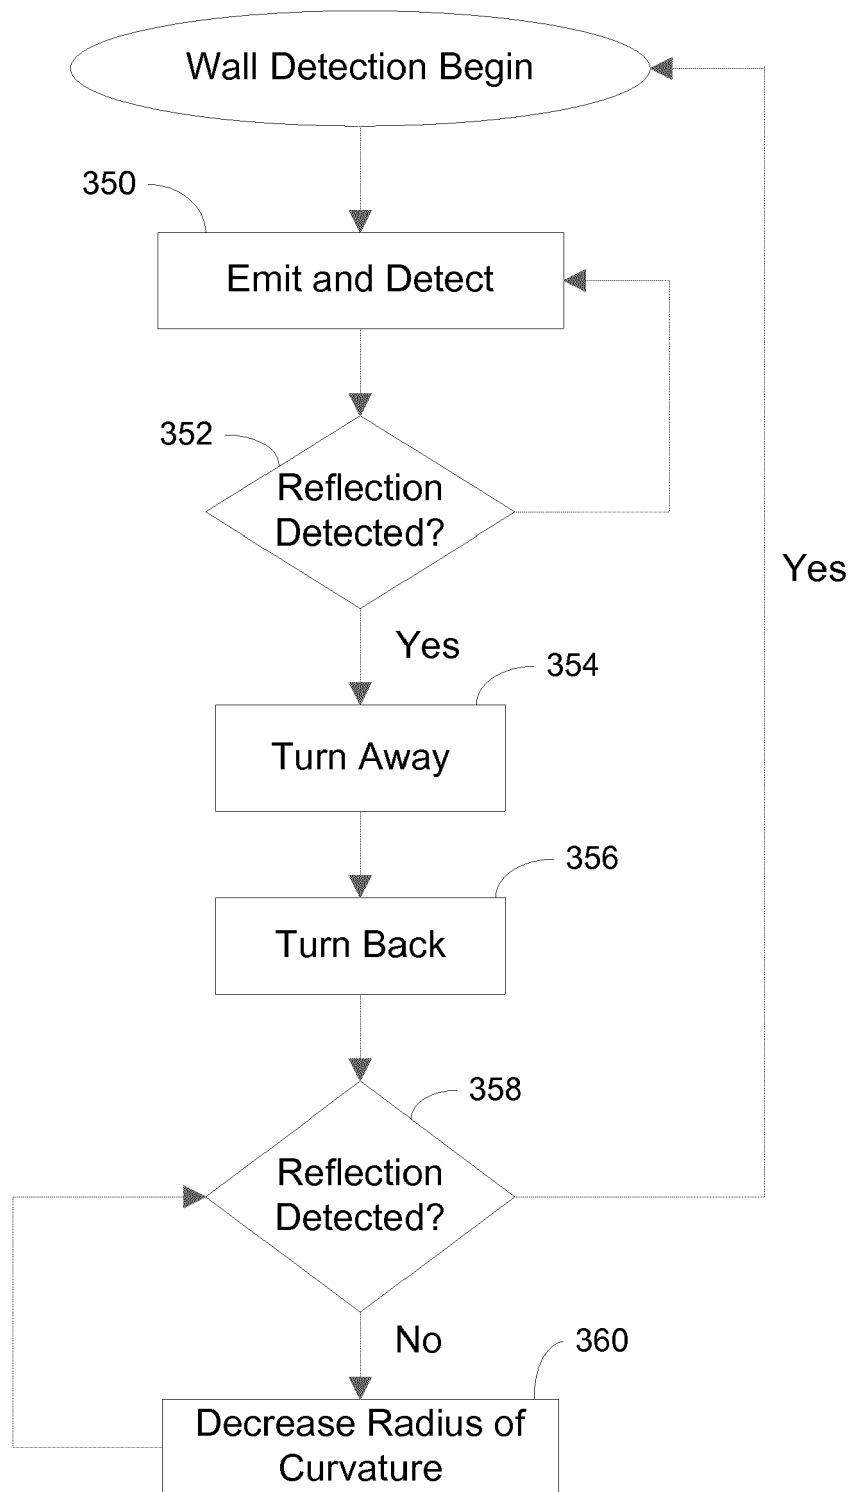 Wall Detection Begin
350
Emit and Detect
352
Reflection
Detected?
Yes
Yes
354
Turn Away
356
Turn Back
358
Reflection
Detected?
No
360
Decrease Radius of
Curvature